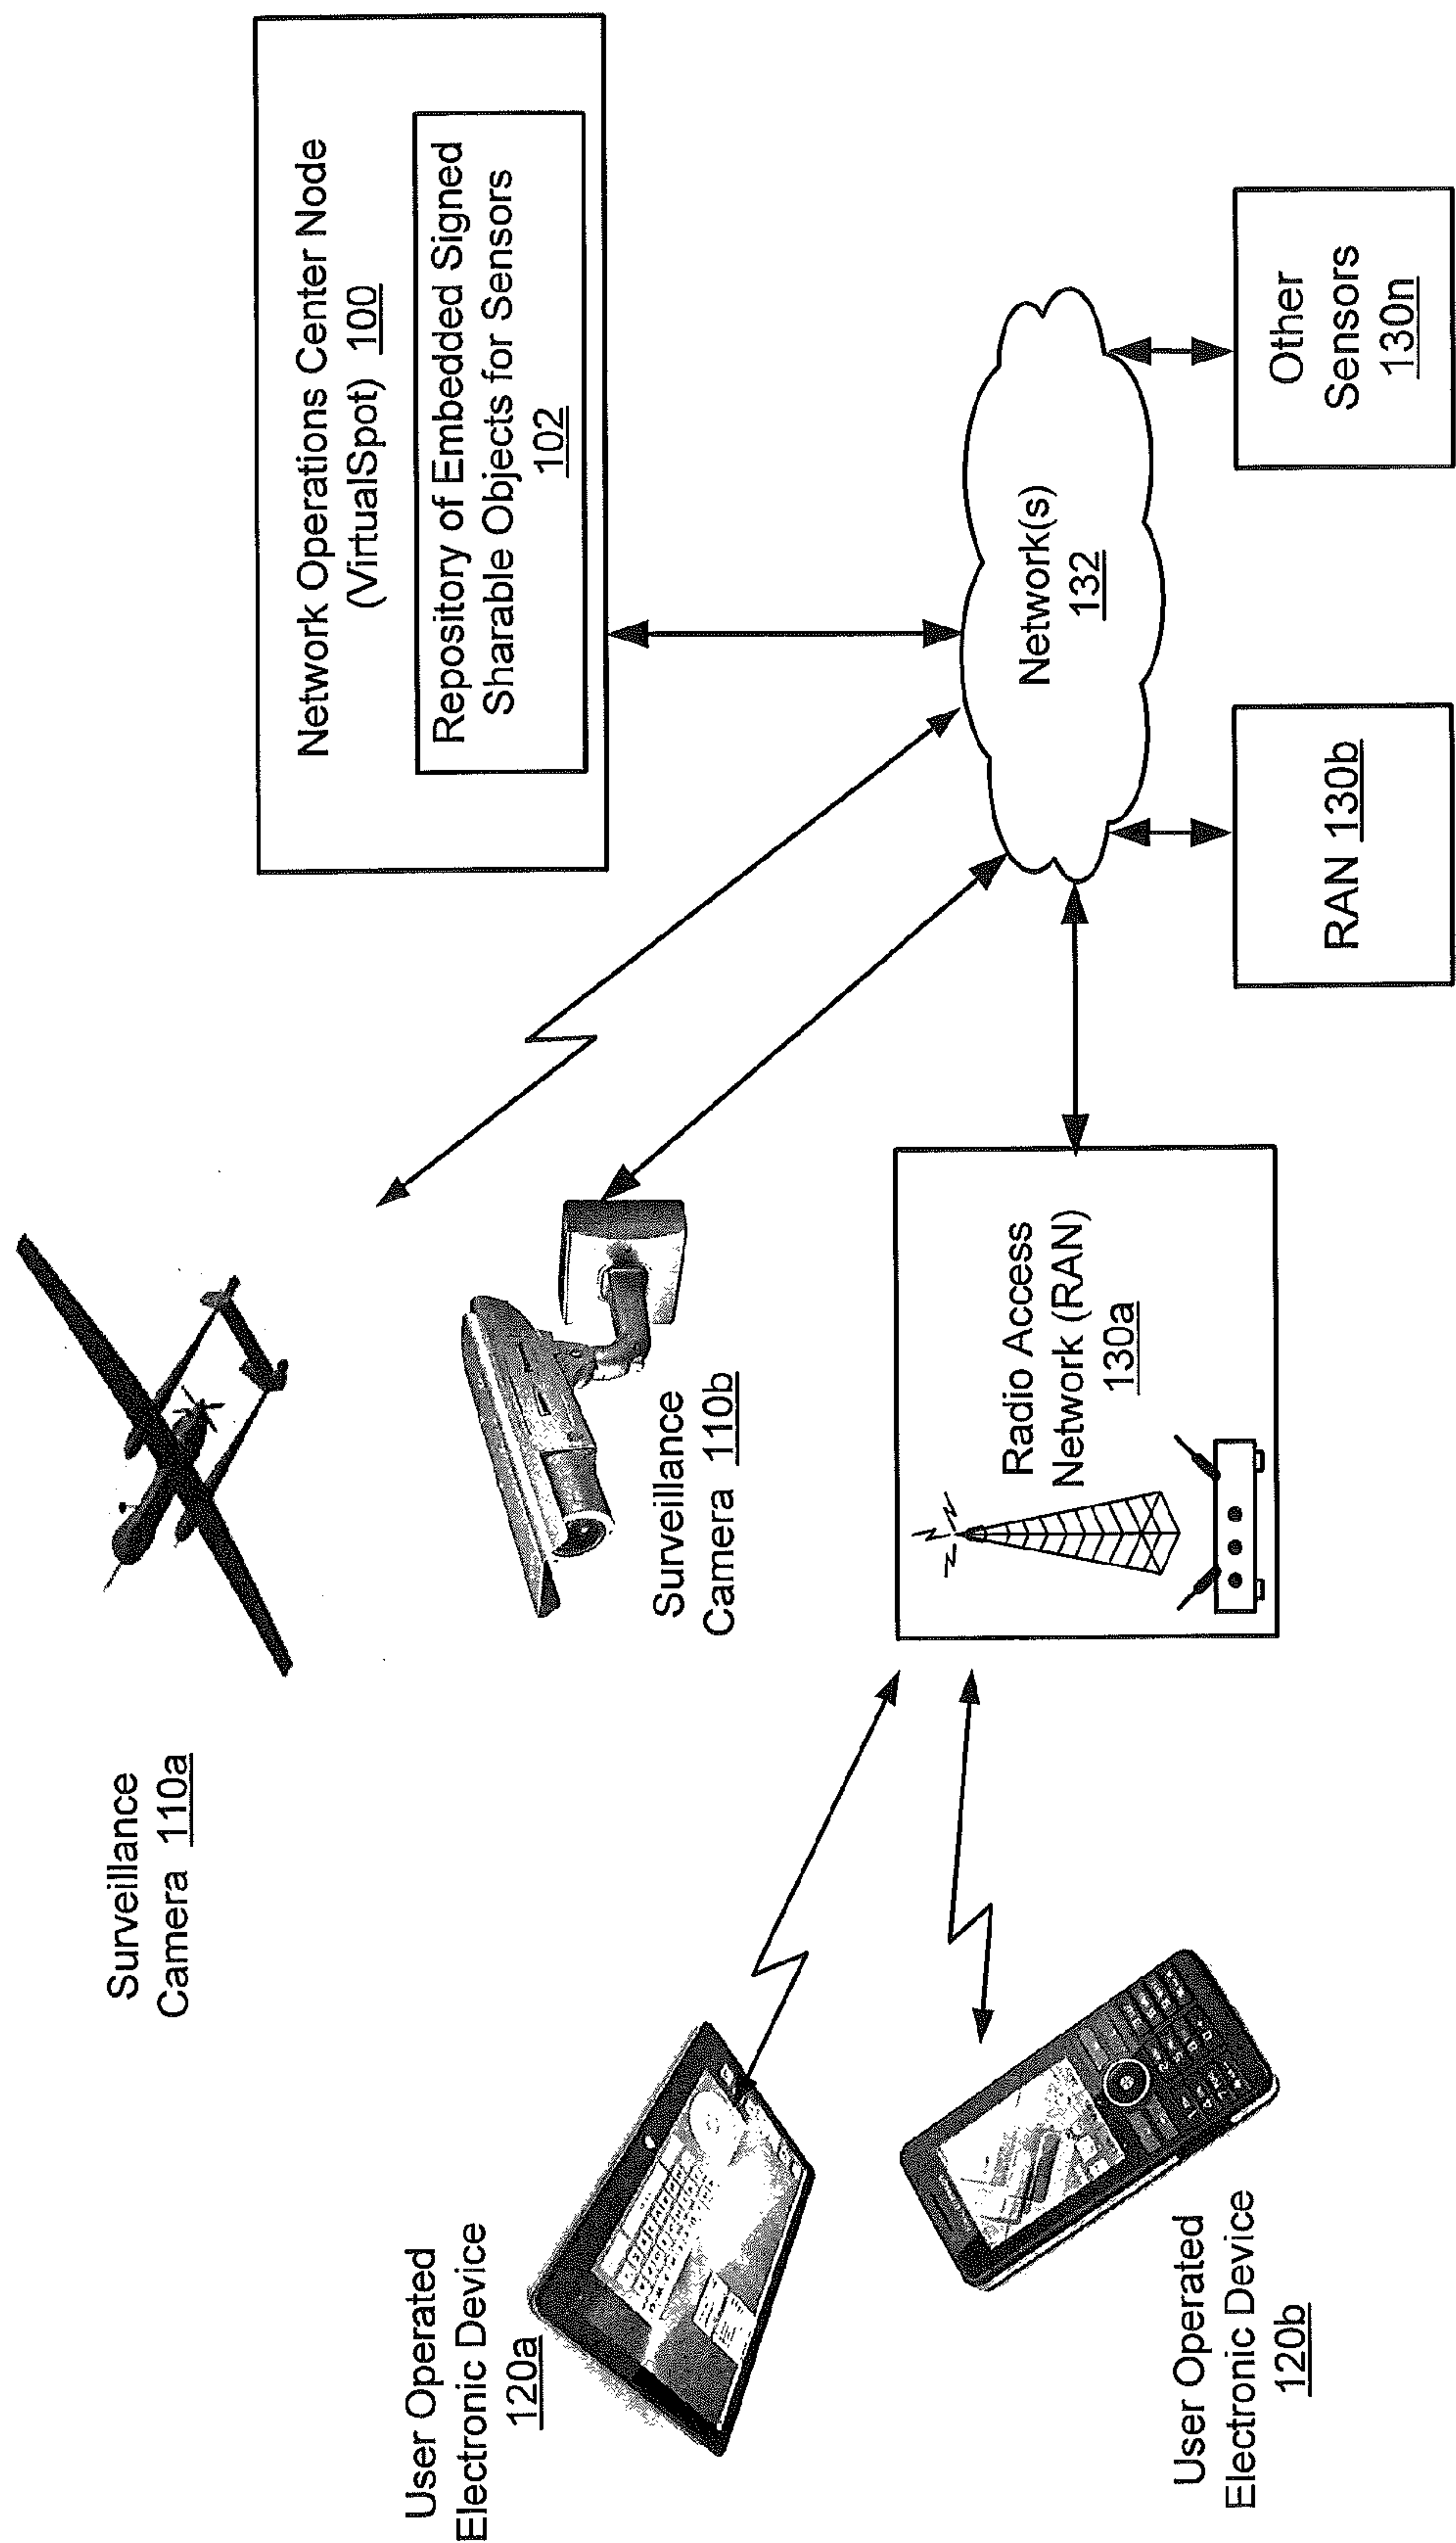 Surveillance
Camera 110a
Network Operations Center Node
(VirtualSpot) 100
Repository of Embedded Signed
Sharable Objects for Sensors
102
Surveillance
Camera 110b
User Operated
Electronic Device
120a
Radio Access
Network (RAN)
130a
Network(s)
132
User Operated
Electronic Device
120b
RAN 130b
Other
Sensors
130n